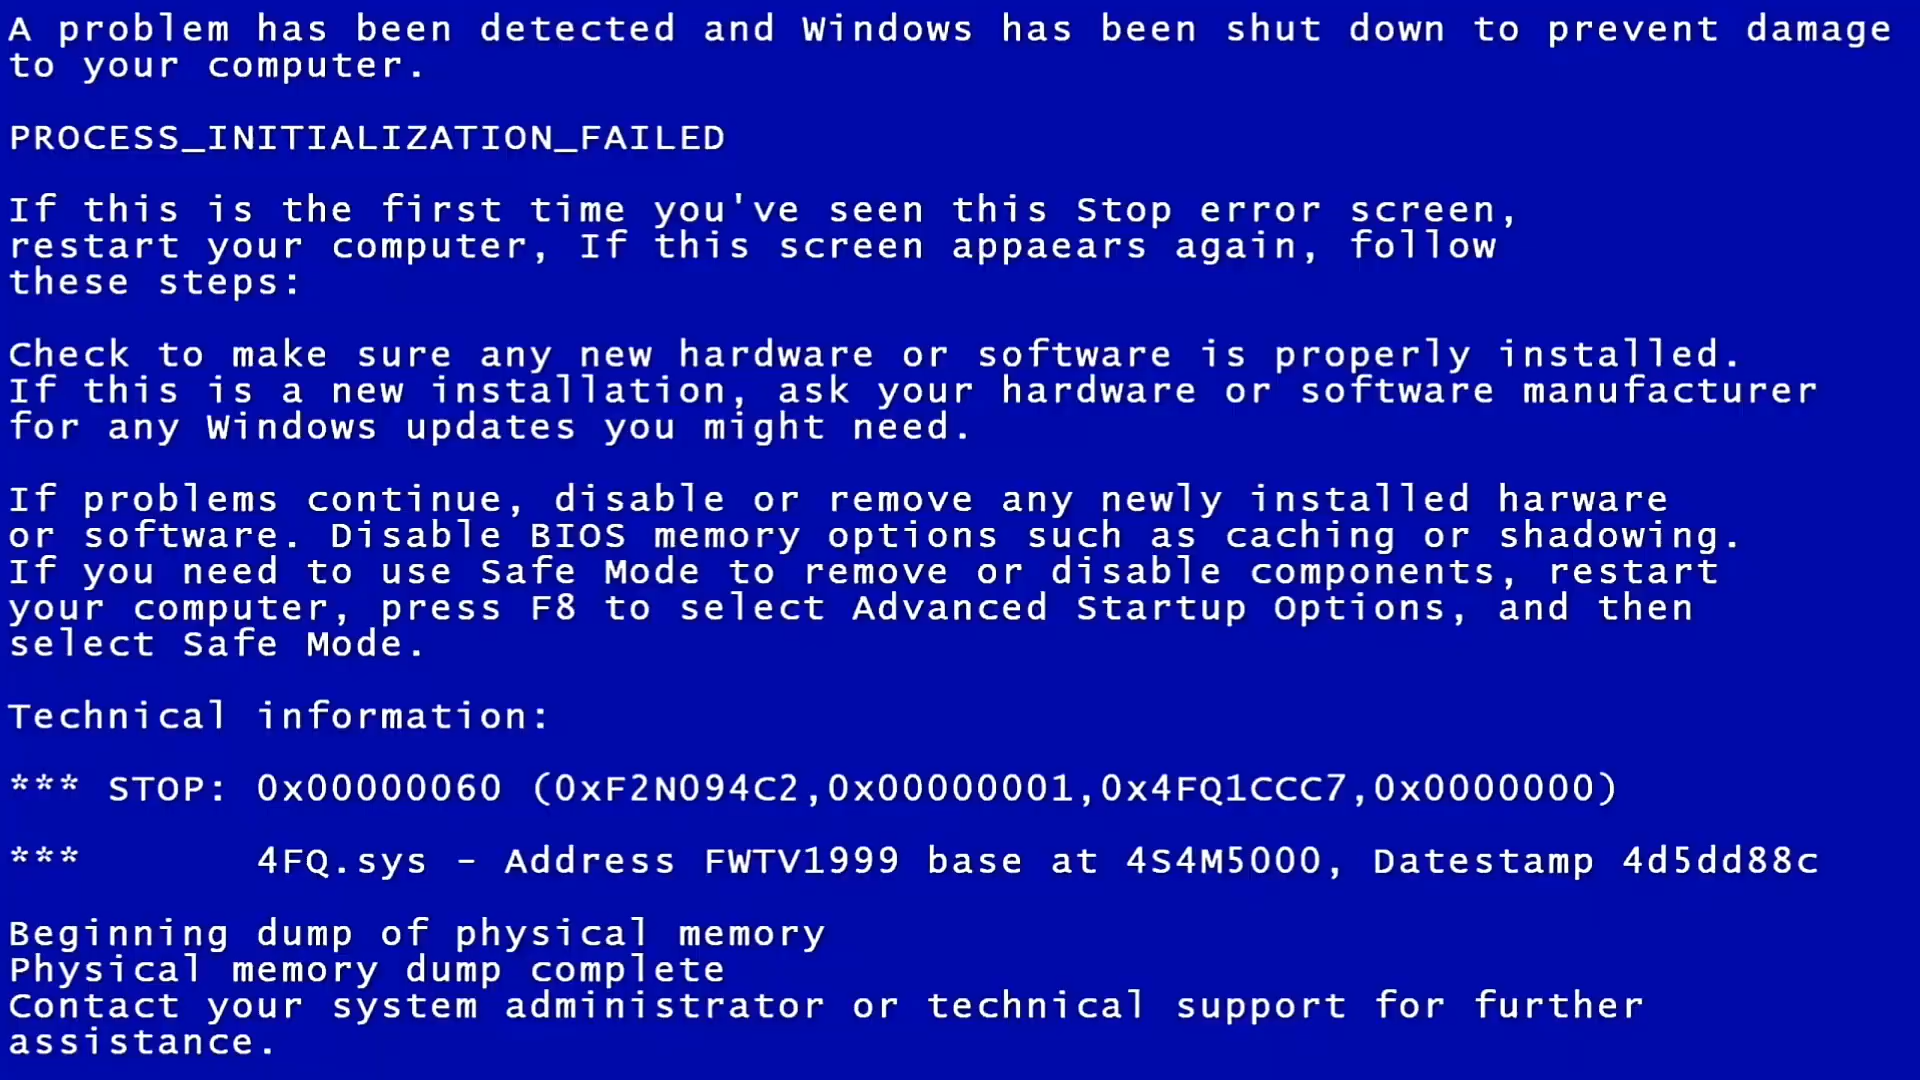 A problem has been detected and Windows has been shut down to prevent damage
to your computer.
PROCESS_INITIALIZATION_FAILED
If this is the first time you've seen this Stop error screen,
restart your computer, If this screen appaears again, follow
these steps:
Check to make sure any new hardware or software is properly installed.
If this is a new installation, ask your hardware or software manufacturer
for any Windows updates you might need.
If problems continue, disable or remove any newly installed harware
or software. Disable BIOS memory options such as caching or shadowing.
If you need to use Safe Mode to remove or disable components, restart
your computer, press F8 to select Advanced Startup Options, and then
select Safe Mode.
Technical information:
*** STOP: 0x00000060 (0xF2N094C2,0x00000001,0x4FQ1CCC7,0x0000000)
*** 4FQ.sys - Address FWTV1999 base at 4S4M5000, Datestamp 4d5dd88c
Beginning dump of physical memory
Physical memory dump complete
Contact your system administrator or technical support for further
assistance.